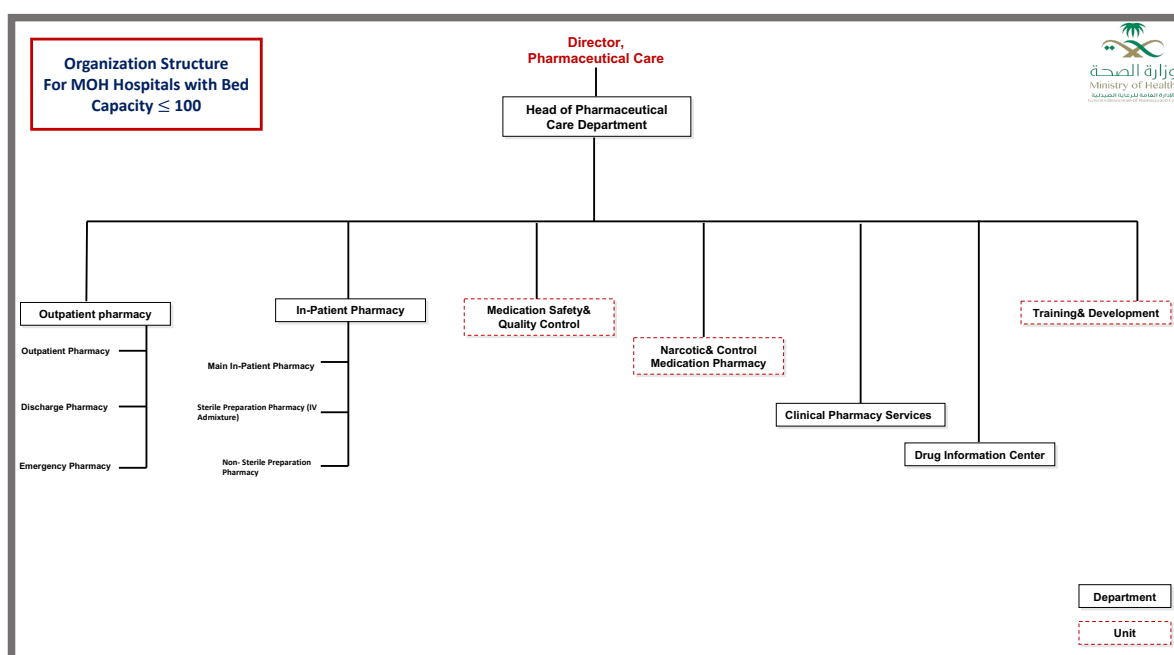 Organization Structure
For MOH Hospitals with Bed
Capacity ≤ 100
Director,
Pharmaceutical Care
وزارة الصحة
Ministry of Health
Head of Pharmaceutical
Care Department
Outpatient pharmacy
Outpatient Pharmacy
Discharge Pharmacy
Emergency Pharmacy
In-Patient Pharmacy
Main In-Patient Pharmacy
Sterile Preparation Pharmacy (IV
Admixture)
Non- Sterile Preparation
Pharmacy
Medication Safety&
Quality Control
Narcotic& Control
Medication Pharmacy
Clinical Pharmacy Services
Drug Information Center
Training& Development
Department
Unit